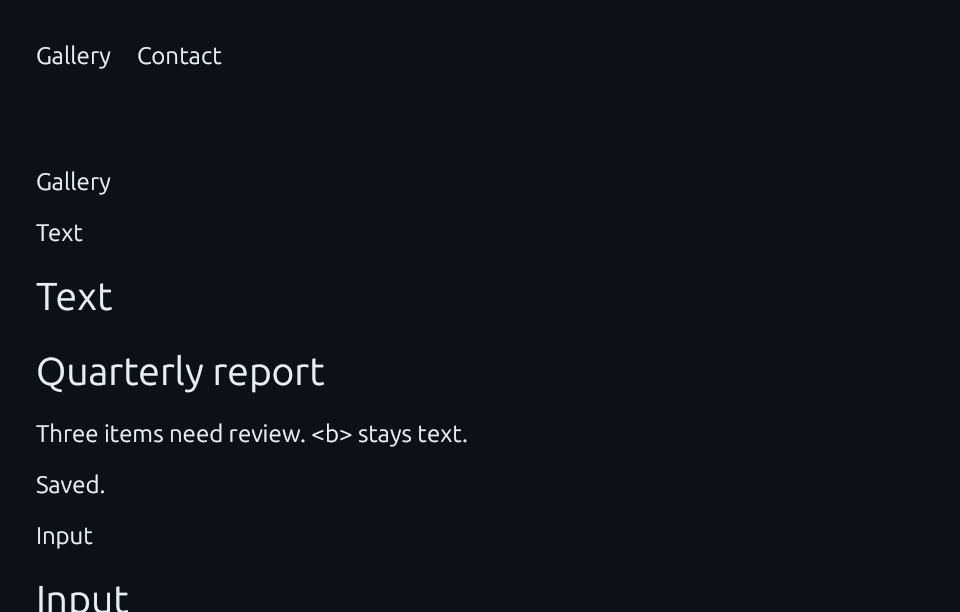 Gallery Contact
Gallery
Text
Text
Quarterly report
Three items need review. <b> stays text.
Saved.
Input
Input